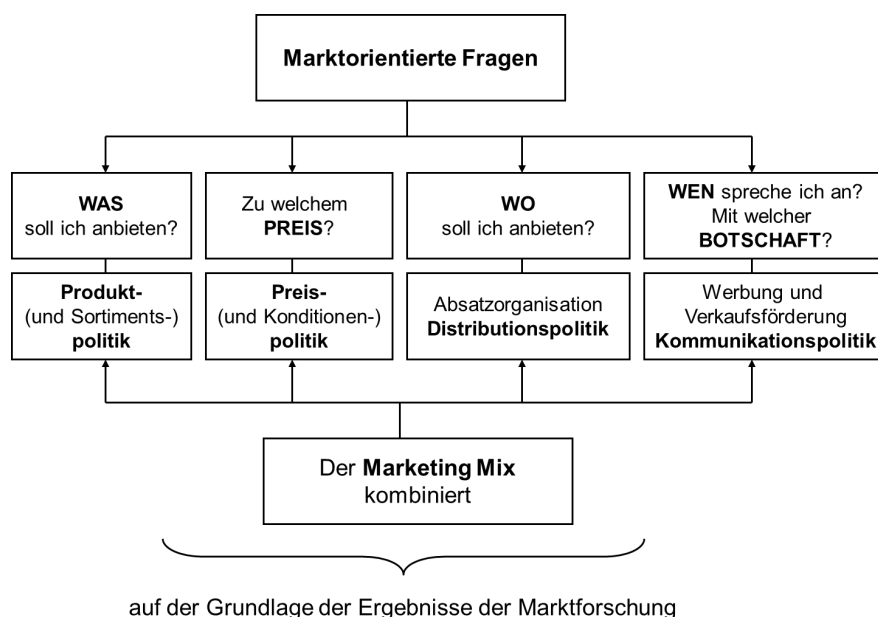 Marktorientierte Fragen
WAS
soll ich anbieten?
Zu welchem
PREIS?
WO
soll ich anbieten?
WEN spreche ich an?
Mit welcher
BOTSCHAFT?
Produkt-
(und Sortiments-)
politik
Preis-
(und Konditionen-)
politik
Absatzorganisation
Distributionspolitik
Werbung und
Verkaufsförderung
Kommunikationspolitik
Der Marketing Mix
kombiniert
auf der Grundlage der Ergebnisse der Marktforschung